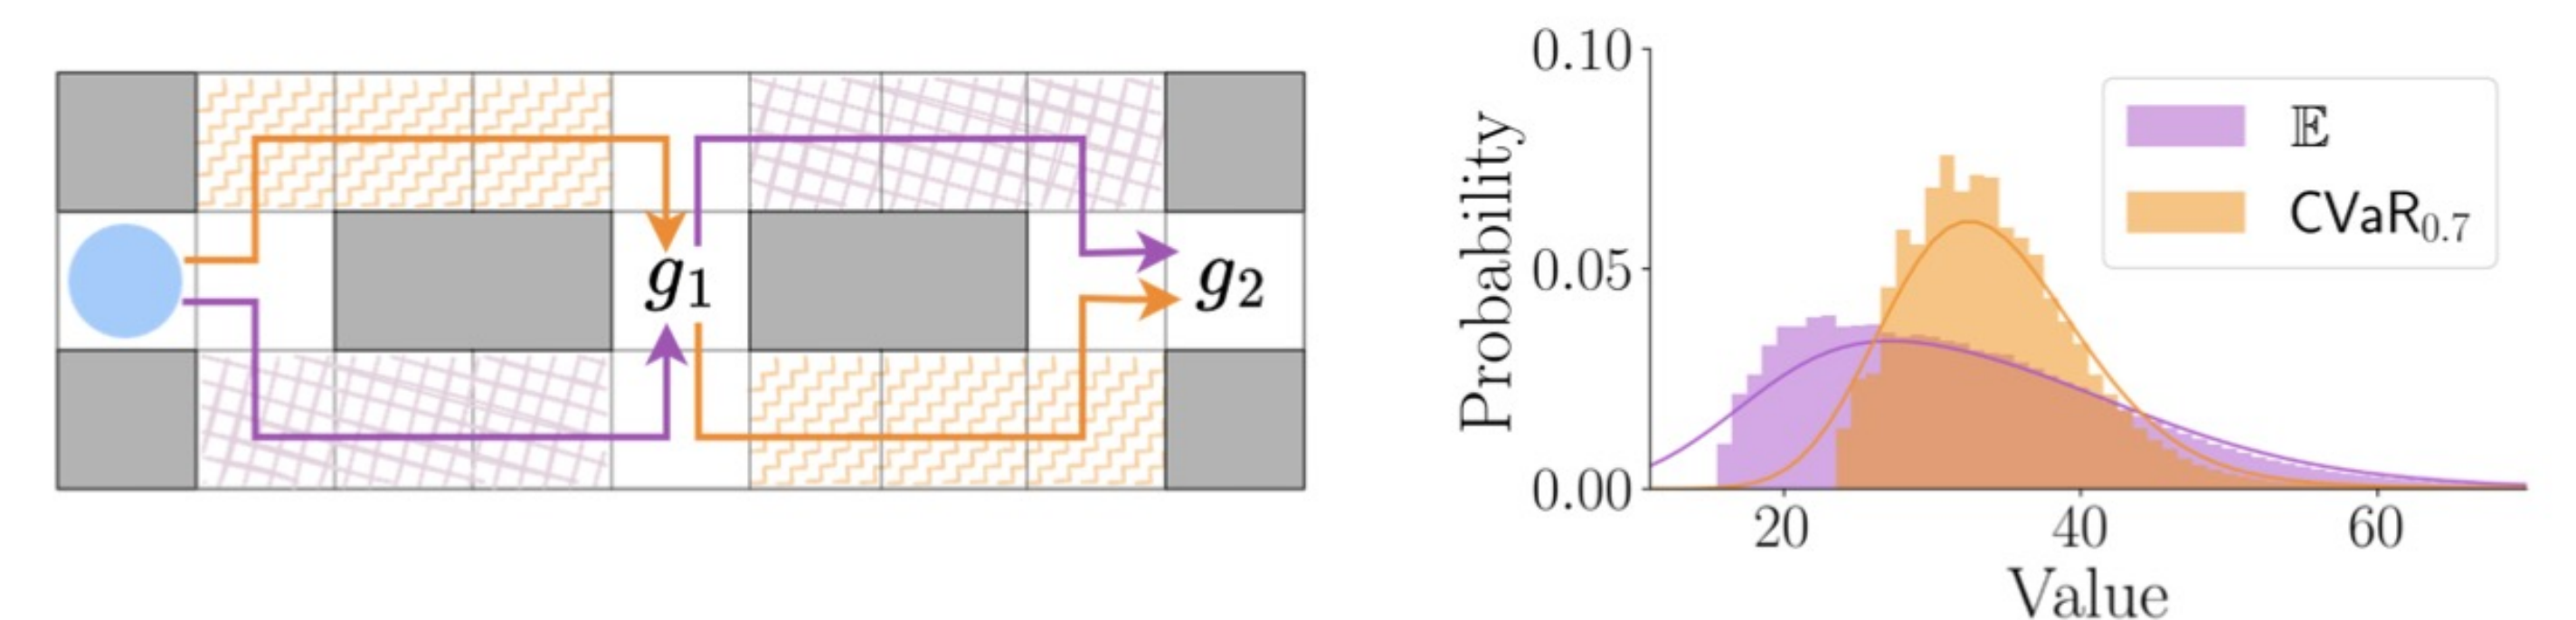 g₁
g₂
0.10
0.05
0.00
Probability
𝔼
CVaR₀.₇
20
40
60
Value